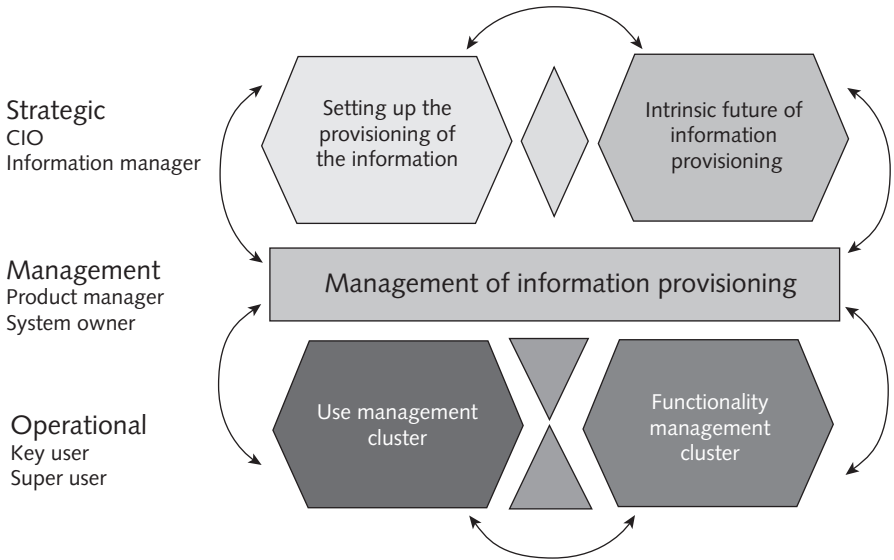 Strategic
CIO
Information manager
Setting up the
provisioning of
the information
Intrinsic future of
information
provisioning
Management
Product manager
System owner
Management of information provisioning
Operational
Key user
Super user
Use management
cluster
Functionality
management
cluster